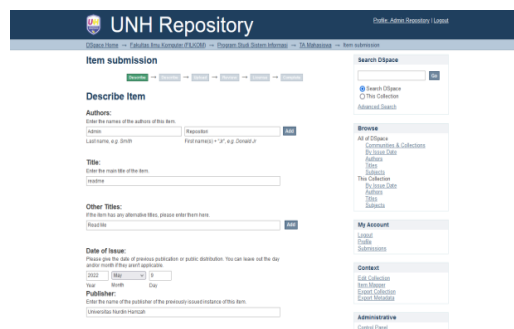 UNH Repository
Profile: Admin Repository | Logout
DSpace Home → Fakultas Ilmu Komputer (FILKOM) → Program Studi Sistem Informasi → TA Mahasiswa → Item submission
Item submission
Describe → Describe → Upload → Review → License → Complete
Describe Item
Authors:
Enter the names of the authors of this item.
Admin
Repositori
Add
Last name, e.g. Smith
First name(s) + "Jr", e.g. Donald Jr
Title:
Enter the main title of the item.
readme
Other Titles:
If the item has any alternative titles, please enter them here.
Read Me
Add
Date of Issue:
Please give the date of previous publication or public distribution. You can leave out the day
and/or month if they aren't applicable.
2022
May
9
Year
Month
Day
Publisher:
Enter the name of the publisher of the previously issued instance of this item.
Universitas Nurdin Hamzah
Search DSpace
Go
Search DSpace
This Collection
Advanced Search
Browse
All of DSpace
Communities & Collections
By Issue Date
Authors
Titles
Subjects
This Collection
By Issue Date
Authors
Titles
Subjects
My Account
Logout
Profile
Submissions
Context
Edit Collection
Item Mapper
Export Collection
Export Metadata
Administrative
Control Panel